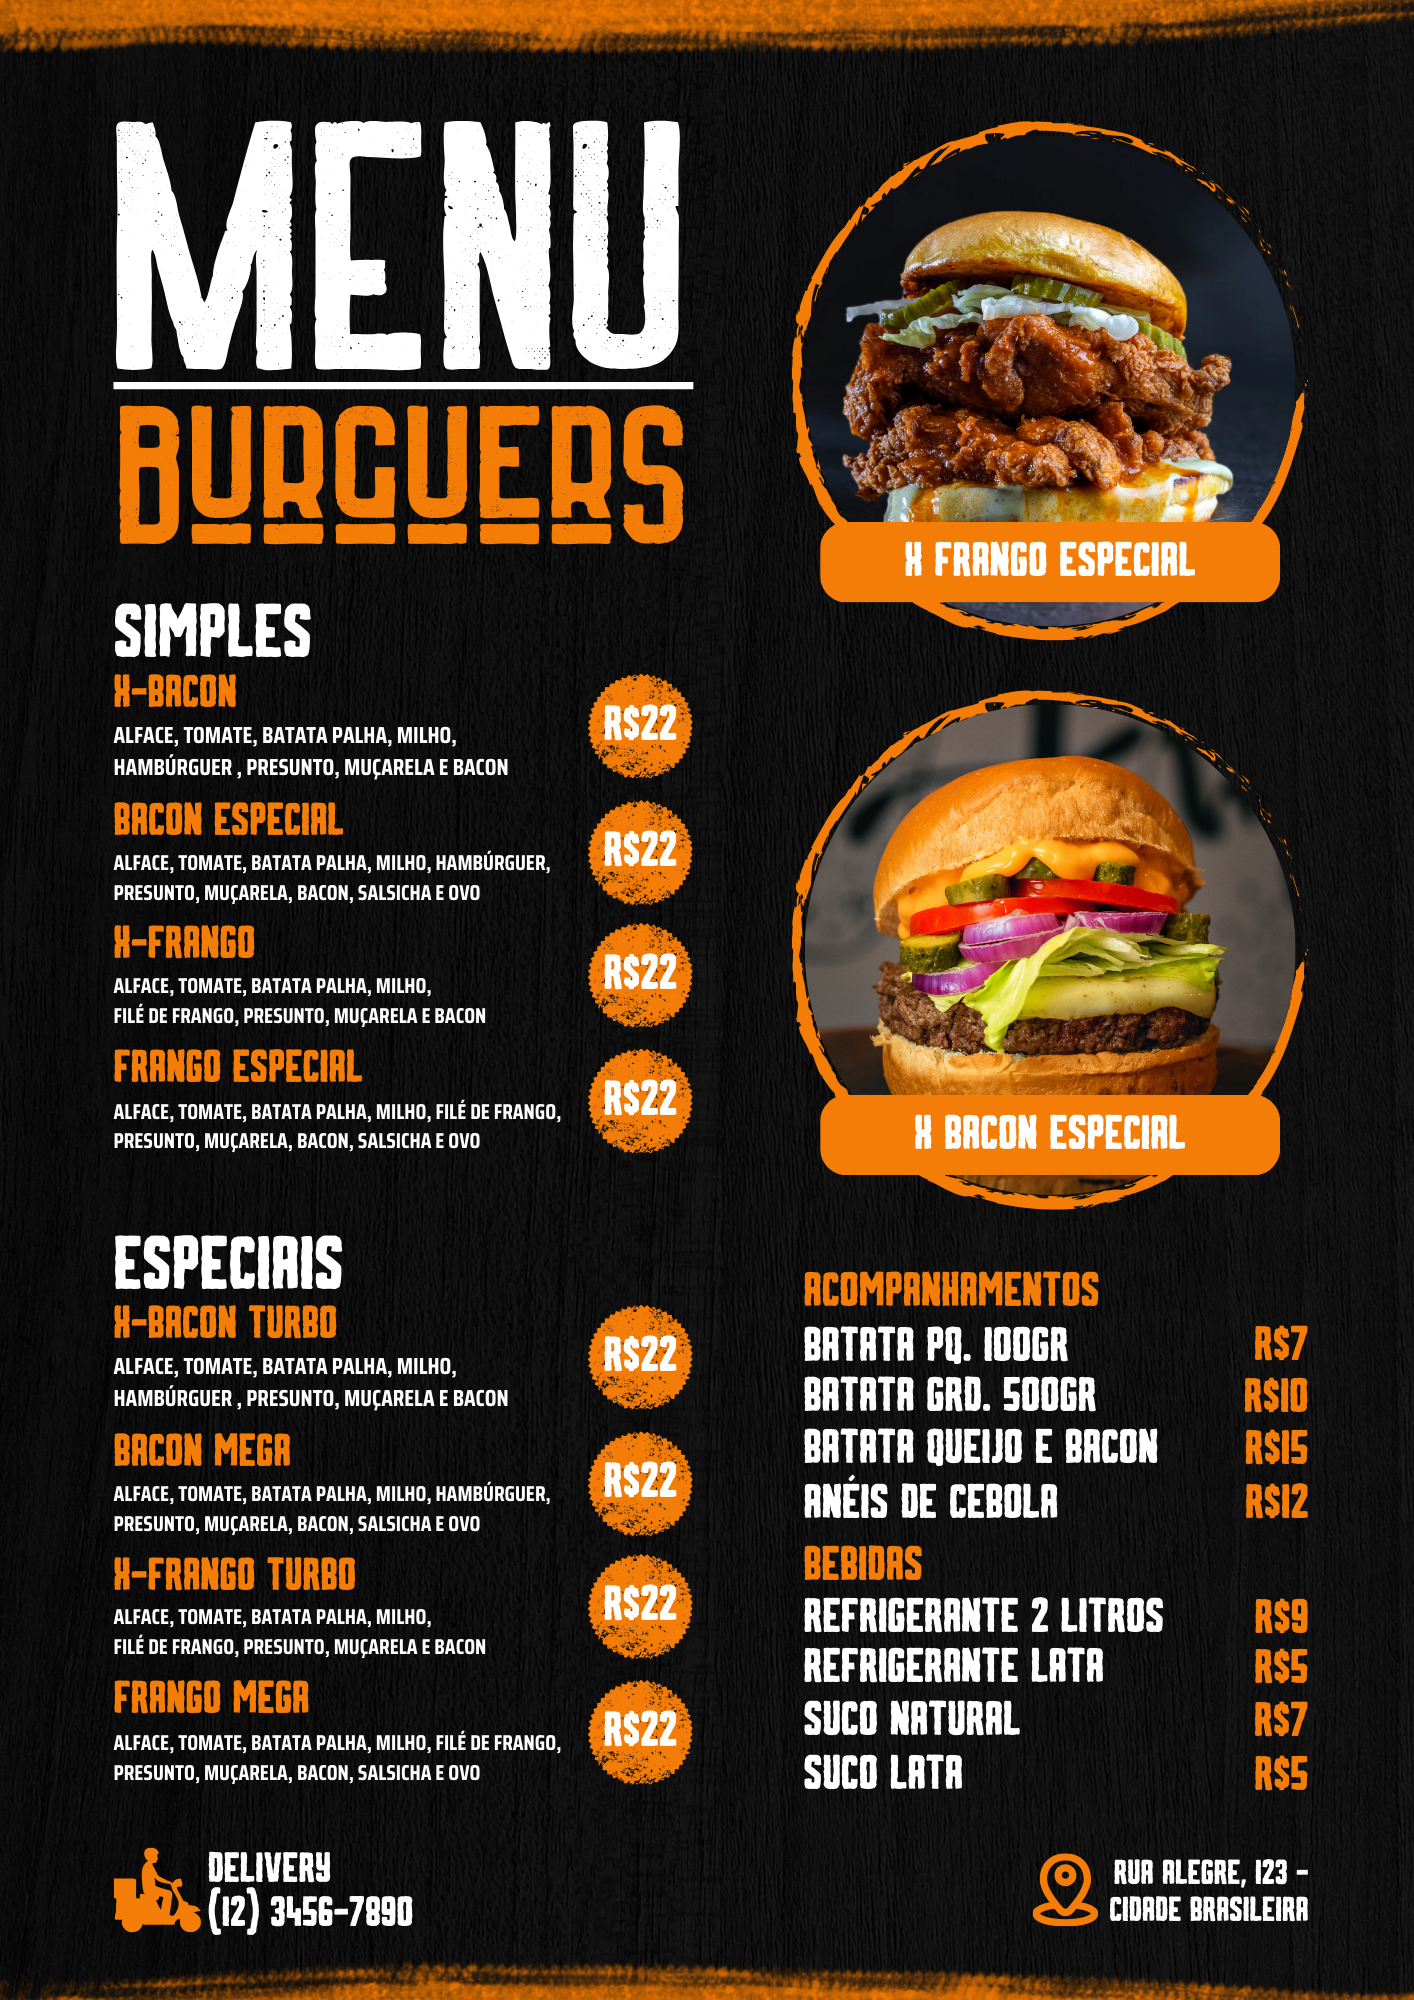 MENU
BURGUERS
SIMPLES
X-BACON
ALFACE, TOMATE, BATATA PALHA, MILHO,
HAMBÚRGUER , PRESUNTO, MUÇARELA E BACON
R$22
BACON ESPECIAL
ALFACE, TOMATE, BATATA PALHA, MILHO, HAMBÚRGUER,
PRESUNTO, MUÇARELA, BACON, SALSICHA E OVO
R$22
X-FRANGO
ALFACE, TOMATE, BATATA PALHA, MILHO,
FILÉ DE FRANGO, PRESUNTO, MUÇARELA E BACON
R$22
FRANGO ESPECIAL
ALFACE, TOMATE, BATATA PALHA, MILHO, FILÉ DE FRANGO,
PRESUNTO, MUÇARELA, BACON, SALSICHA E OVO
R$22
ESPECIAIS
X-BACON TURBO
ALFACE, TOMATE, BATATA PALHA, MILHO,
HAMBÚRGUER , PRESUNTO, MUÇARELA E BACON
R$22
BACON MEGA
ALFACE, TOMATE, BATATA PALHA, MILHO, HAMBÚRGUER,
PRESUNTO, MUÇARELA, BACON, SALSICHA E OVO
R$22
X-FRANGO TURBO
ALFACE, TOMATE, BATATA PALHA, MILHO,
FILÉ DE FRANGO, PRESUNTO, MUÇARELA E BACON
R$22
FRANGO MEGA
ALFACE, TOMATE, BATATA PALHA, MILHO, FILÉ DE FRANGO,
PRESUNTO, MUÇARELA, BACON, SALSICHA E OVO
R$22
DELIVERY
(12) 3456-7890
X FRANGO ESPECIAL
X BACON ESPECIAL
ACOMPANHAMENTOS
BATATA PQ. 100GR R$7
BATATA GRD. 500GR R$10
BATATA QUEIJO E BACON R$15
ANÉIS DE CEBOLA R$12
BEBIDAS
REFRIGERANTE 2 LITROS R$9
REFRIGERANTE LATA R$5
SUCO NATURAL R$7
SUCO LATA R$5
RUA ALEGRE, 123 -
CIDADE BRASILEIRA